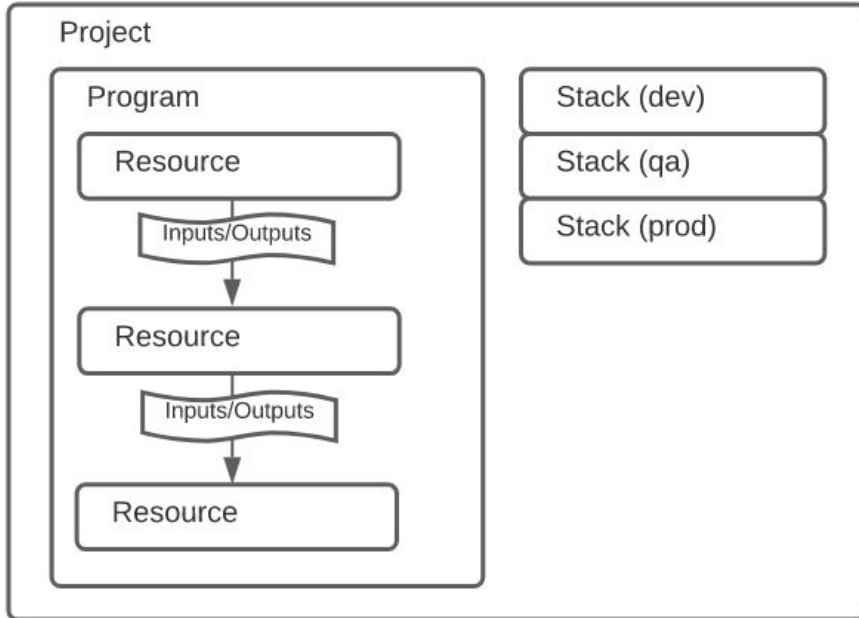 Project
Program
Resource
Inputs/Outputs
Resource
Inputs/Outputs
Resource
Stack (dev)
Stack (qa)
Stack (prod)